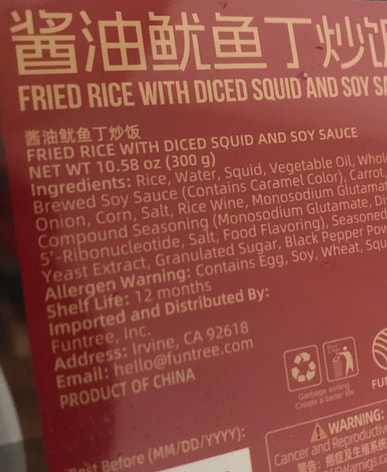 酱油鱿鱼丁炒饭
FRIED RICE WITH DICED SQUID AND SOY
酱油鱿鱼丁炒饭
FRIED RICE WITH DICED SQUID AND SOY SAUCE
NET WT 10.58 oz (300 g)
Ingredients: Rice, Water, Squid, Vegetable Oil,
Brewed Soy Sauce (Contains Caramel Color), Carrot,
Onion, Corn, Salt, Rice Wine, Monosodium
Compound Seasoning (Monosodium Glutamate,
5'-Ribonucleotide, Salt, Food Flavoring),
Yeast Extract, Granulated Sugar, Black Pepper
Allergen Warning: Contains Egg, Soy, Wheat,
Shelf Life: 12 months
Imported and Distributed By:
Funtree, Inc.
Address: Irvine, CA 92618
Email: hello@funtree.com
PRODUCT OF CHINA
Garbage sorting
Create a better life
Best Before (MM/DD/YYYY):
WARNING:
Cancer and
警告: